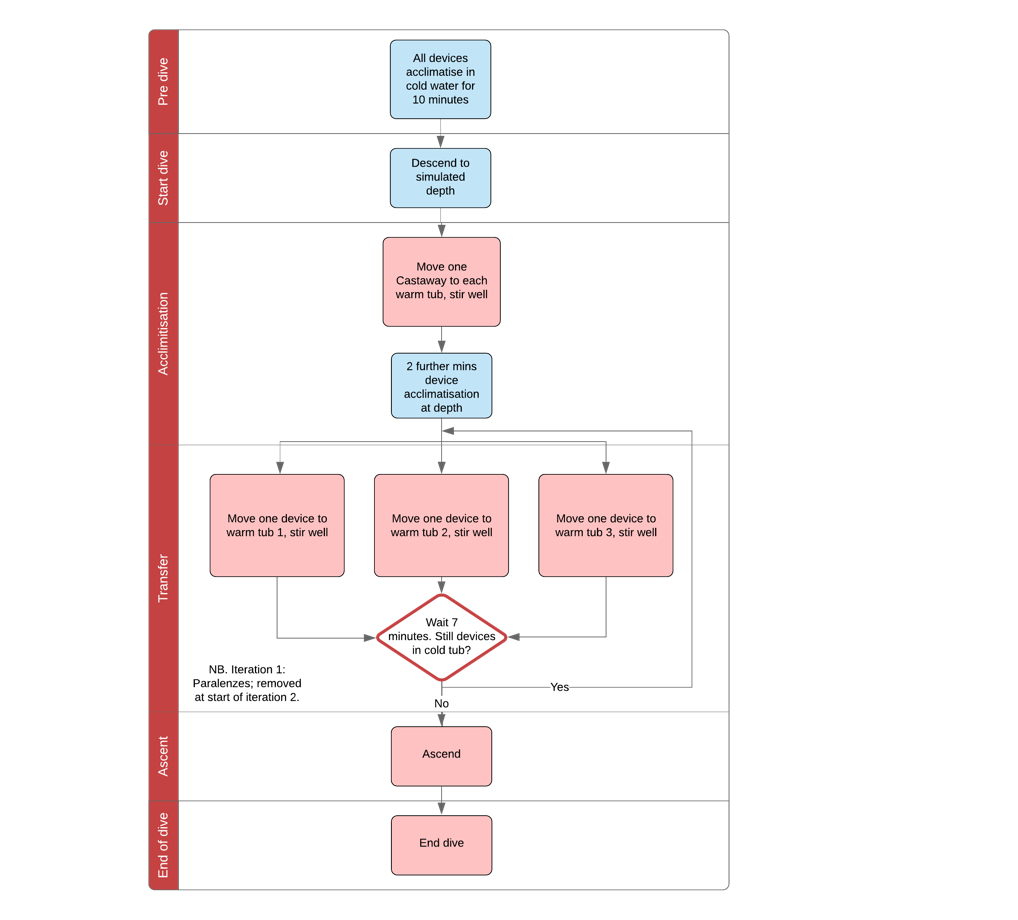 Pre dive
All devices
acclimatise in
cold water for
10 minutes
Start dive
Descend to
simulated
depth
Acclimitisation
Move one
Castaway to each
warm tub, stir well
2 further mins
device
acclimatisation
at depth
Transfer
Move one device to
warm tub 1, stir well
Move one device to
warm tub 2, stir well
Move one device to
warm tub 3, stir well
Wait 7
minutes. Still devices
in cold tub?
NB. Iteration 1:
Paralenzes; removed
at start of iteration 2.
Yes
No
Ascent
Ascend
End of dive
End dive